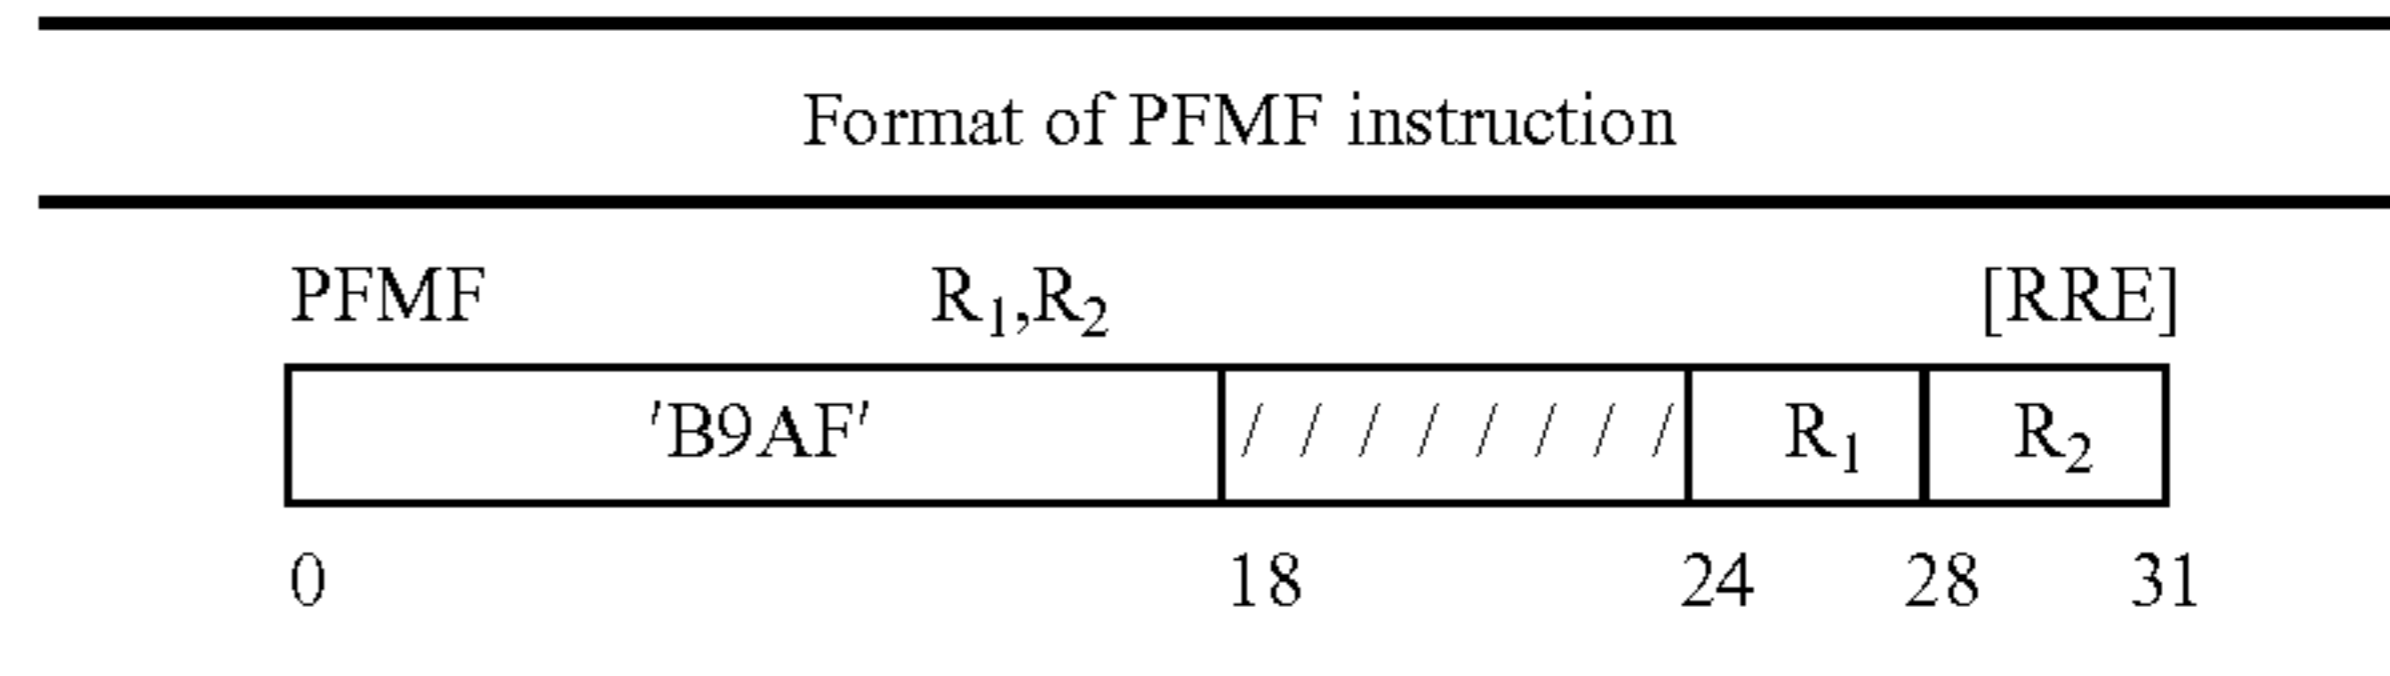 Format of PFMF instruction
PFMF R₁,R₂ [RRE]
'B9AF' / / / / / / / / R₁ R₂
0 18 24 28 31